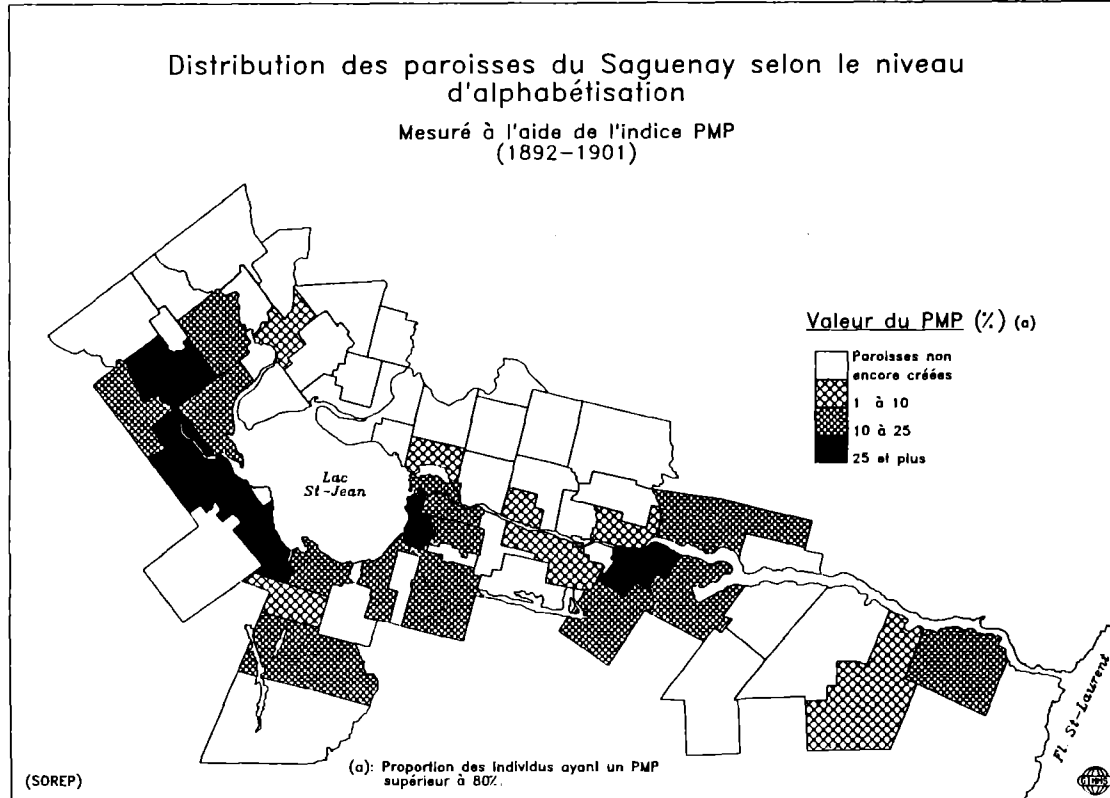 Distribution des paroisses du Saguenay selon le niveau
d'alphabétisation
Mesuré à l'aide de l'indice PMP
(1892-1901)
Valeur du PMP (%) (a)
Paroisses non
encore créées
1 à 10
10 à 25
25 et plus
Lac
St-Jean
Fl. St-Laurent
(a): Proportion des individus ayant un PMP
supérieur à 80%.
(SOREP)